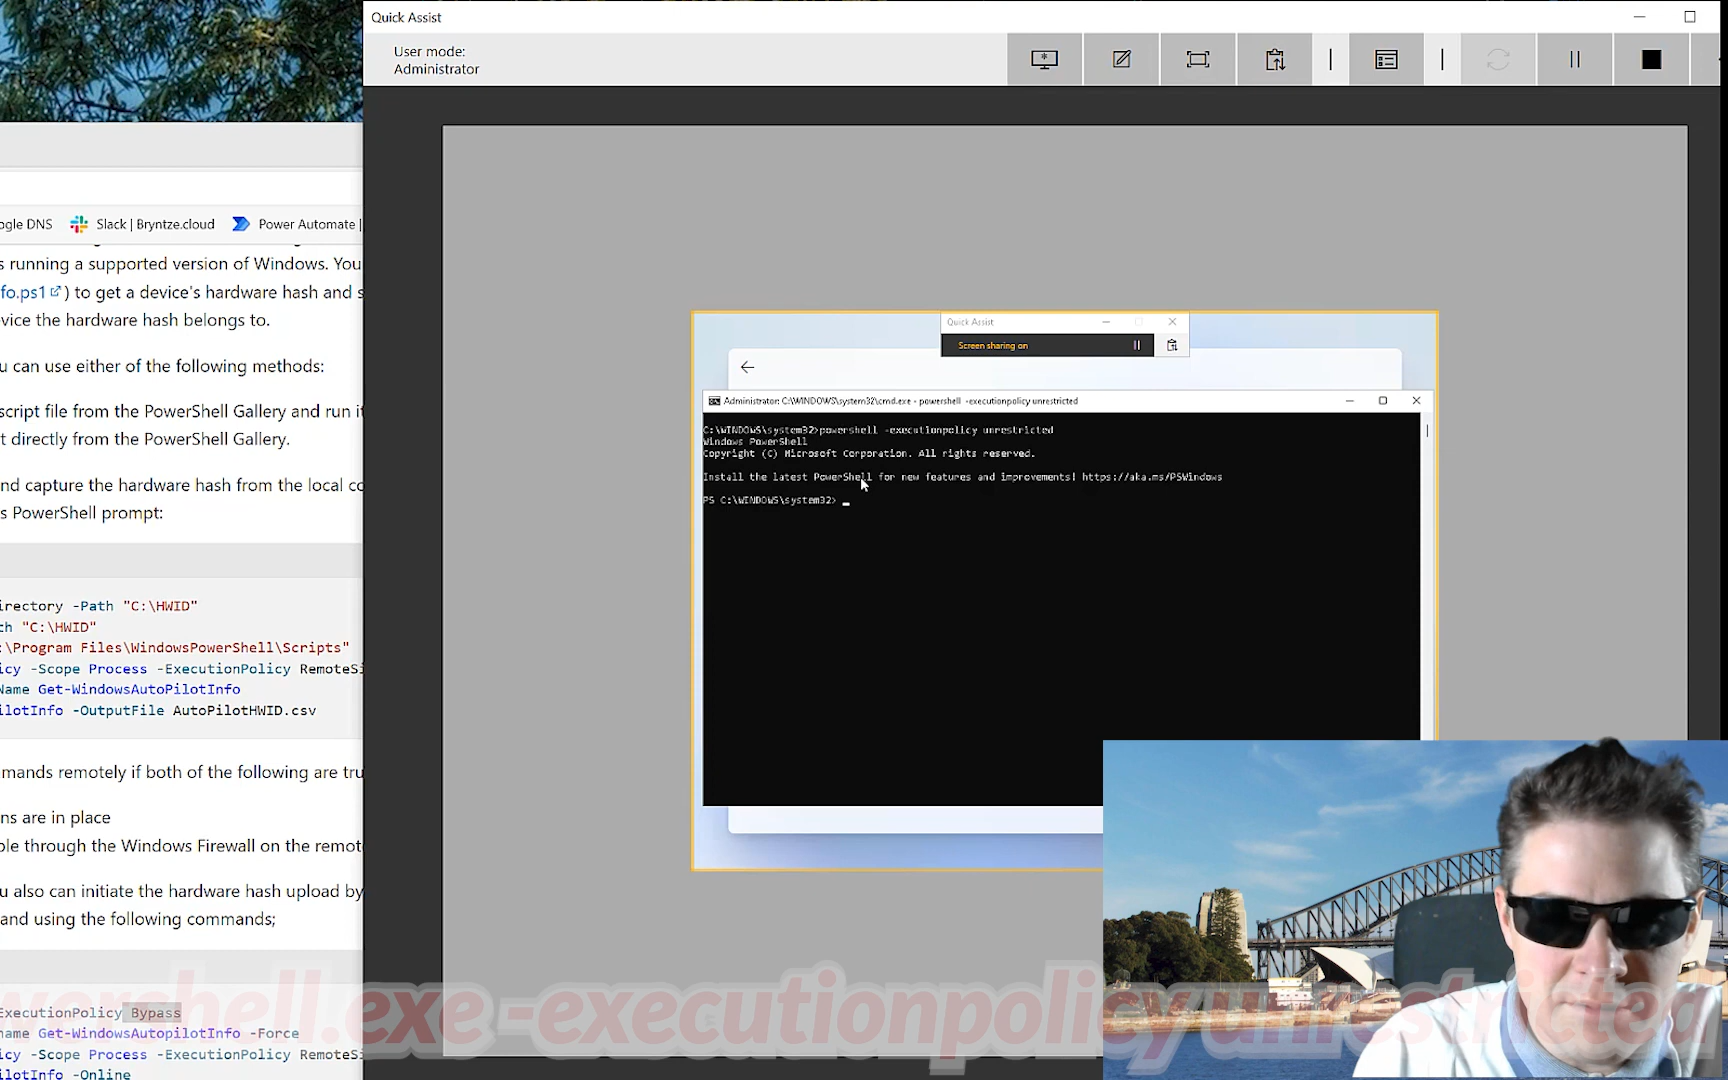 Quick Assist
User mode:
Administrator
ogle DNS Slack | Bryntze.cloud Power Automate |
s running a supported version of Windows. You
fo.ps1 ) to get a device's hardware hash and s
vice the hardware hash belongs to.
u can use either of the following methods:
script file from the PowerShell Gallery and run it
t directly from the PowerShell Gallery.
nd capture the hardware hash from the local co
s PowerShell prompt:
irectory -Path "C:\HWID"
th "C:\HWID"
:\Program Files\WindowsPowerShell\Scripts"
icy -Scope Process -ExecutionPolicy RemoteSi
Name Get-WindowsAutoPilotInfo
ilotInfo -OutputFile AutoPilotHWID.csv
mands remotely if both of the following are tru
ns are in place
ble through the Windows Firewall on the remot
u also can initiate the hardware hash upload by
and using the following commands;
ExecutionPolicy Bypass
name Get-WindowsAutopilotInfo -Force
icy -Scope Process -ExecutionPolicy RemoteSi
ilotInfo -Online
Quick Assist
Screen sharing on
Administrator: C:\WINDOWS\system32\cmd.exe - powershell -executionpolicy unrestricted
C:\WINDOWS\system32>powershell -executionpolicy unrestricted
Windows PowerShell
Copyright (C) Microsoft Corporation. All rights reserved.
Install the latest PowerShell for new features and improvements! https://aka.ms/PSWindows
PS C:\WINDOWS\system32>
wershell.exe -executionpolicy unrestricted